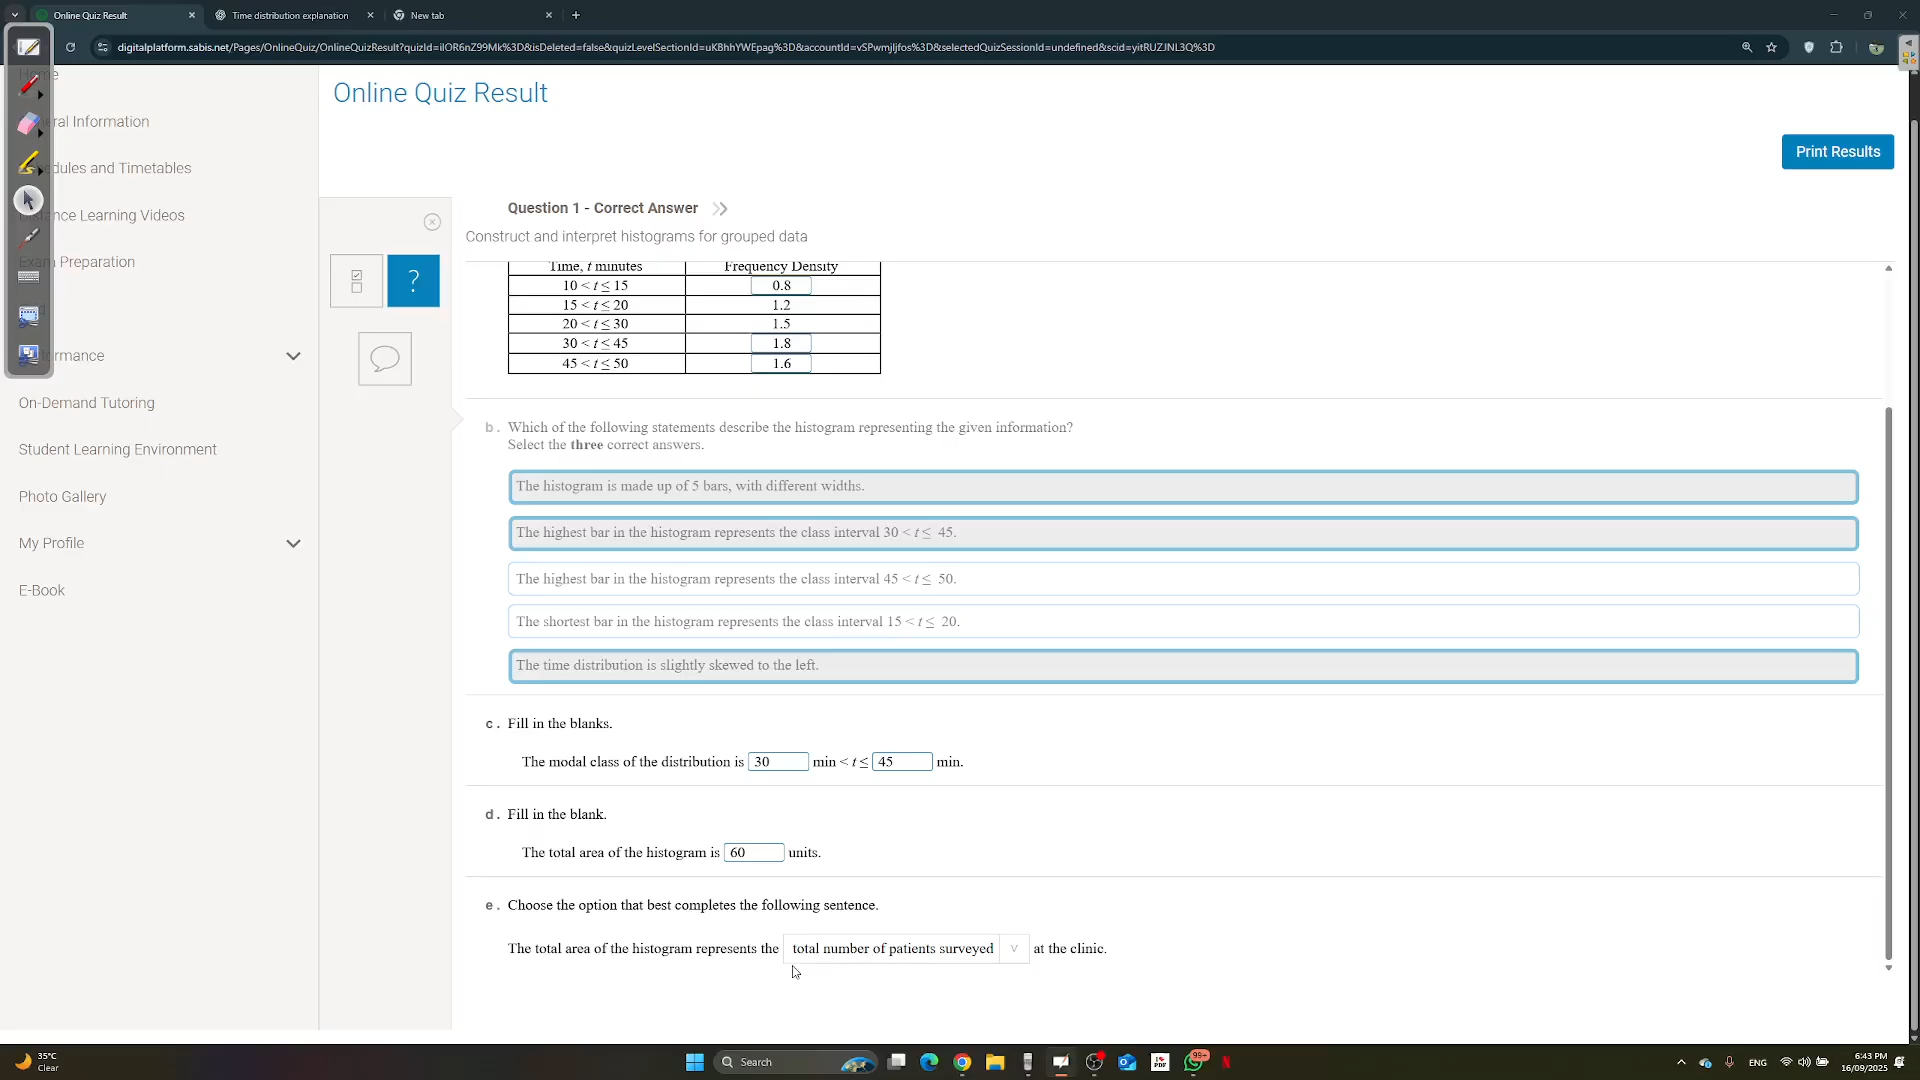 Online Quiz Result
Time distribution explanation
New tab
digitalplatform.sabis.net/Pages/OnlineQuiz/OnlineQuizResult?quizId=ilOR6nZ99Mk%3D&isDeleted=false&quizLevelSectionId=uKBhhYWEpag%3D&accountId=vSPwmjljfos%3D&selectedQuizSessionId=undefined&scid=yitRUZJNL3Q%3D
Online Quiz Result
Print Results
General Information
Schedules and Timetables
Distance Learning Videos
Exam Preparation
Performance
On-Demand Tutoring
Student Learning Environment
Photo Gallery
My Profile
E-Book
Question 1 - Correct Answer
Construct and interpret histograms for grouped data
Time, t minutes Frequency Density
10 < t ≤ 15 0.8
15 < t ≤ 20 1.2
20 < t ≤ 30 1.5
30 < t ≤ 45 1.8
45 < t ≤ 50 1.6
?
b. Which of the following statements describe the histogram representing the given information?
Select the three correct answers.
The histogram is made up of 5 bars, with different widths.
The highest bar in the histogram represents the class interval 30 < t ≤ 45.
The highest bar in the histogram represents the class interval 45 < t ≤ 50.
The shortest bar in the histogram represents the class interval 15 < t ≤ 20.
The time distribution is slightly skewed to the left.
c. Fill in the blanks.
The modal class of the distribution is 30 min < t ≤ 45 min.
d. Fill in the blank.
The total area of the histogram is 60 units.
e. Choose the option that best completes the following sentence.
The total area of the histogram represents the total number of patients surveyed at the clinic.
35°C
Clear
Search
PDF
99+
ENG
6:43 PM
16/09/2025